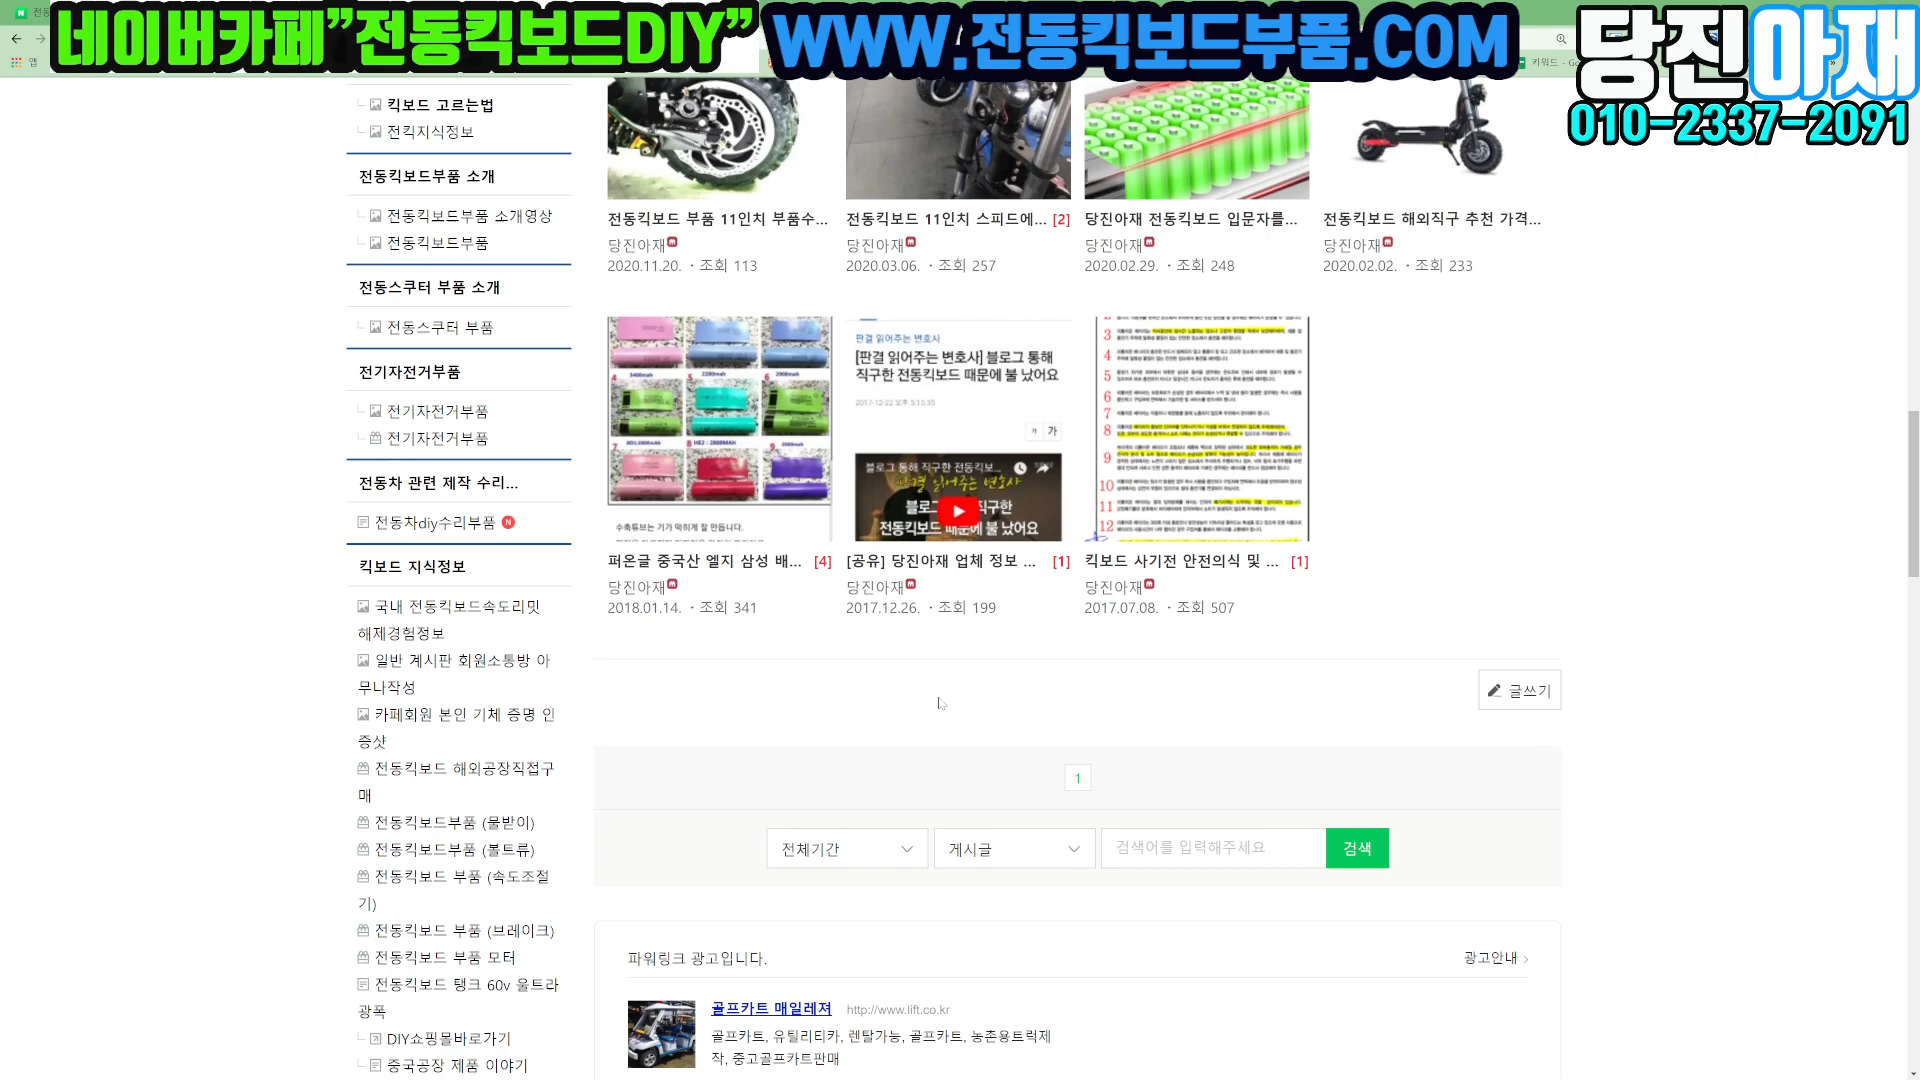 네이버카페"전동킥보드DIY" WWW.전동킥보드부품.COM
당진아재
010-2337-2091
킥보드 고르는법
전킥지식정보
전동킥보드부품 소개
전동킥보드부품 소개영상
전동킥보드부품
전동스쿠터 부품 소개
전동스쿠터 부품
전기자전거부품
전기자전거부품
전기자전거부품
전동차 관련 제작 수리...
전동차diy수리부품 N
킥보드 지식정보
국내 전동킥보드속도리밋
해제경험정보
일반 계시판 회원소통방 아
무나작성
카페회원 본인 기체 증명 인
증샷
전동킥보드 해외공장직접구
매
전동킥보드부품 (물받이)
전동킥보드부품 (볼트류)
전동킥보드 부품 (속도조절
기)
전동킥보드 부품 (브레이크)
전동킥보드 부품 모터
전동킥보드 탱크 60v 울트라
광폭
DIY쇼핑몰바로가기
중국공장 제품 이야기
전동킥보드 부품 11인치 부품수...
당진아재
2020.11.20. · 조회 113
전동킥보드 11인치 스피드에... [2]
당진아재
2020.03.06. · 조회 257
당진아재 전동킥보드 입문자를...
당진아재
2020.02.29. · 조회 248
전동킥보드 해외직구 추천 가격...
당진아재
2020.02.02. · 조회 233
수축튜브는 기가 막히게 잘 만듭니다.
퍼온글 중국산 엘지 삼성 배... [4]
당진아재
2018.01.14. · 조회 341
판결 읽어주는 변호사
[판결 읽어주는 변호사] 블로그 통해
직구한 전동킥보드 때문에 불 났어요
2017-12-22 오후 5:15:35
가 가
블로그 통해 직구한 전동킥보...
판결 읽어주는 변호사
[공유] 당진아재 업체 정보 ... [1]
당진아재
2017.12.26. · 조회 199
킥보드 사기전 안전의식 및 ... [1]
당진아재
2017.07.08. · 조회 507
글쓰기
1
전체기간
게시글
검색어를 입력해주세요
검색
파워링크 광고입니다.
광고안내
골프카트 매일레져 http://www.lift.co.kr
골프카트, 유틸리티카, 렌탈가능, 골프카트, 농촌용트럭제
작, 중고골프카트판매